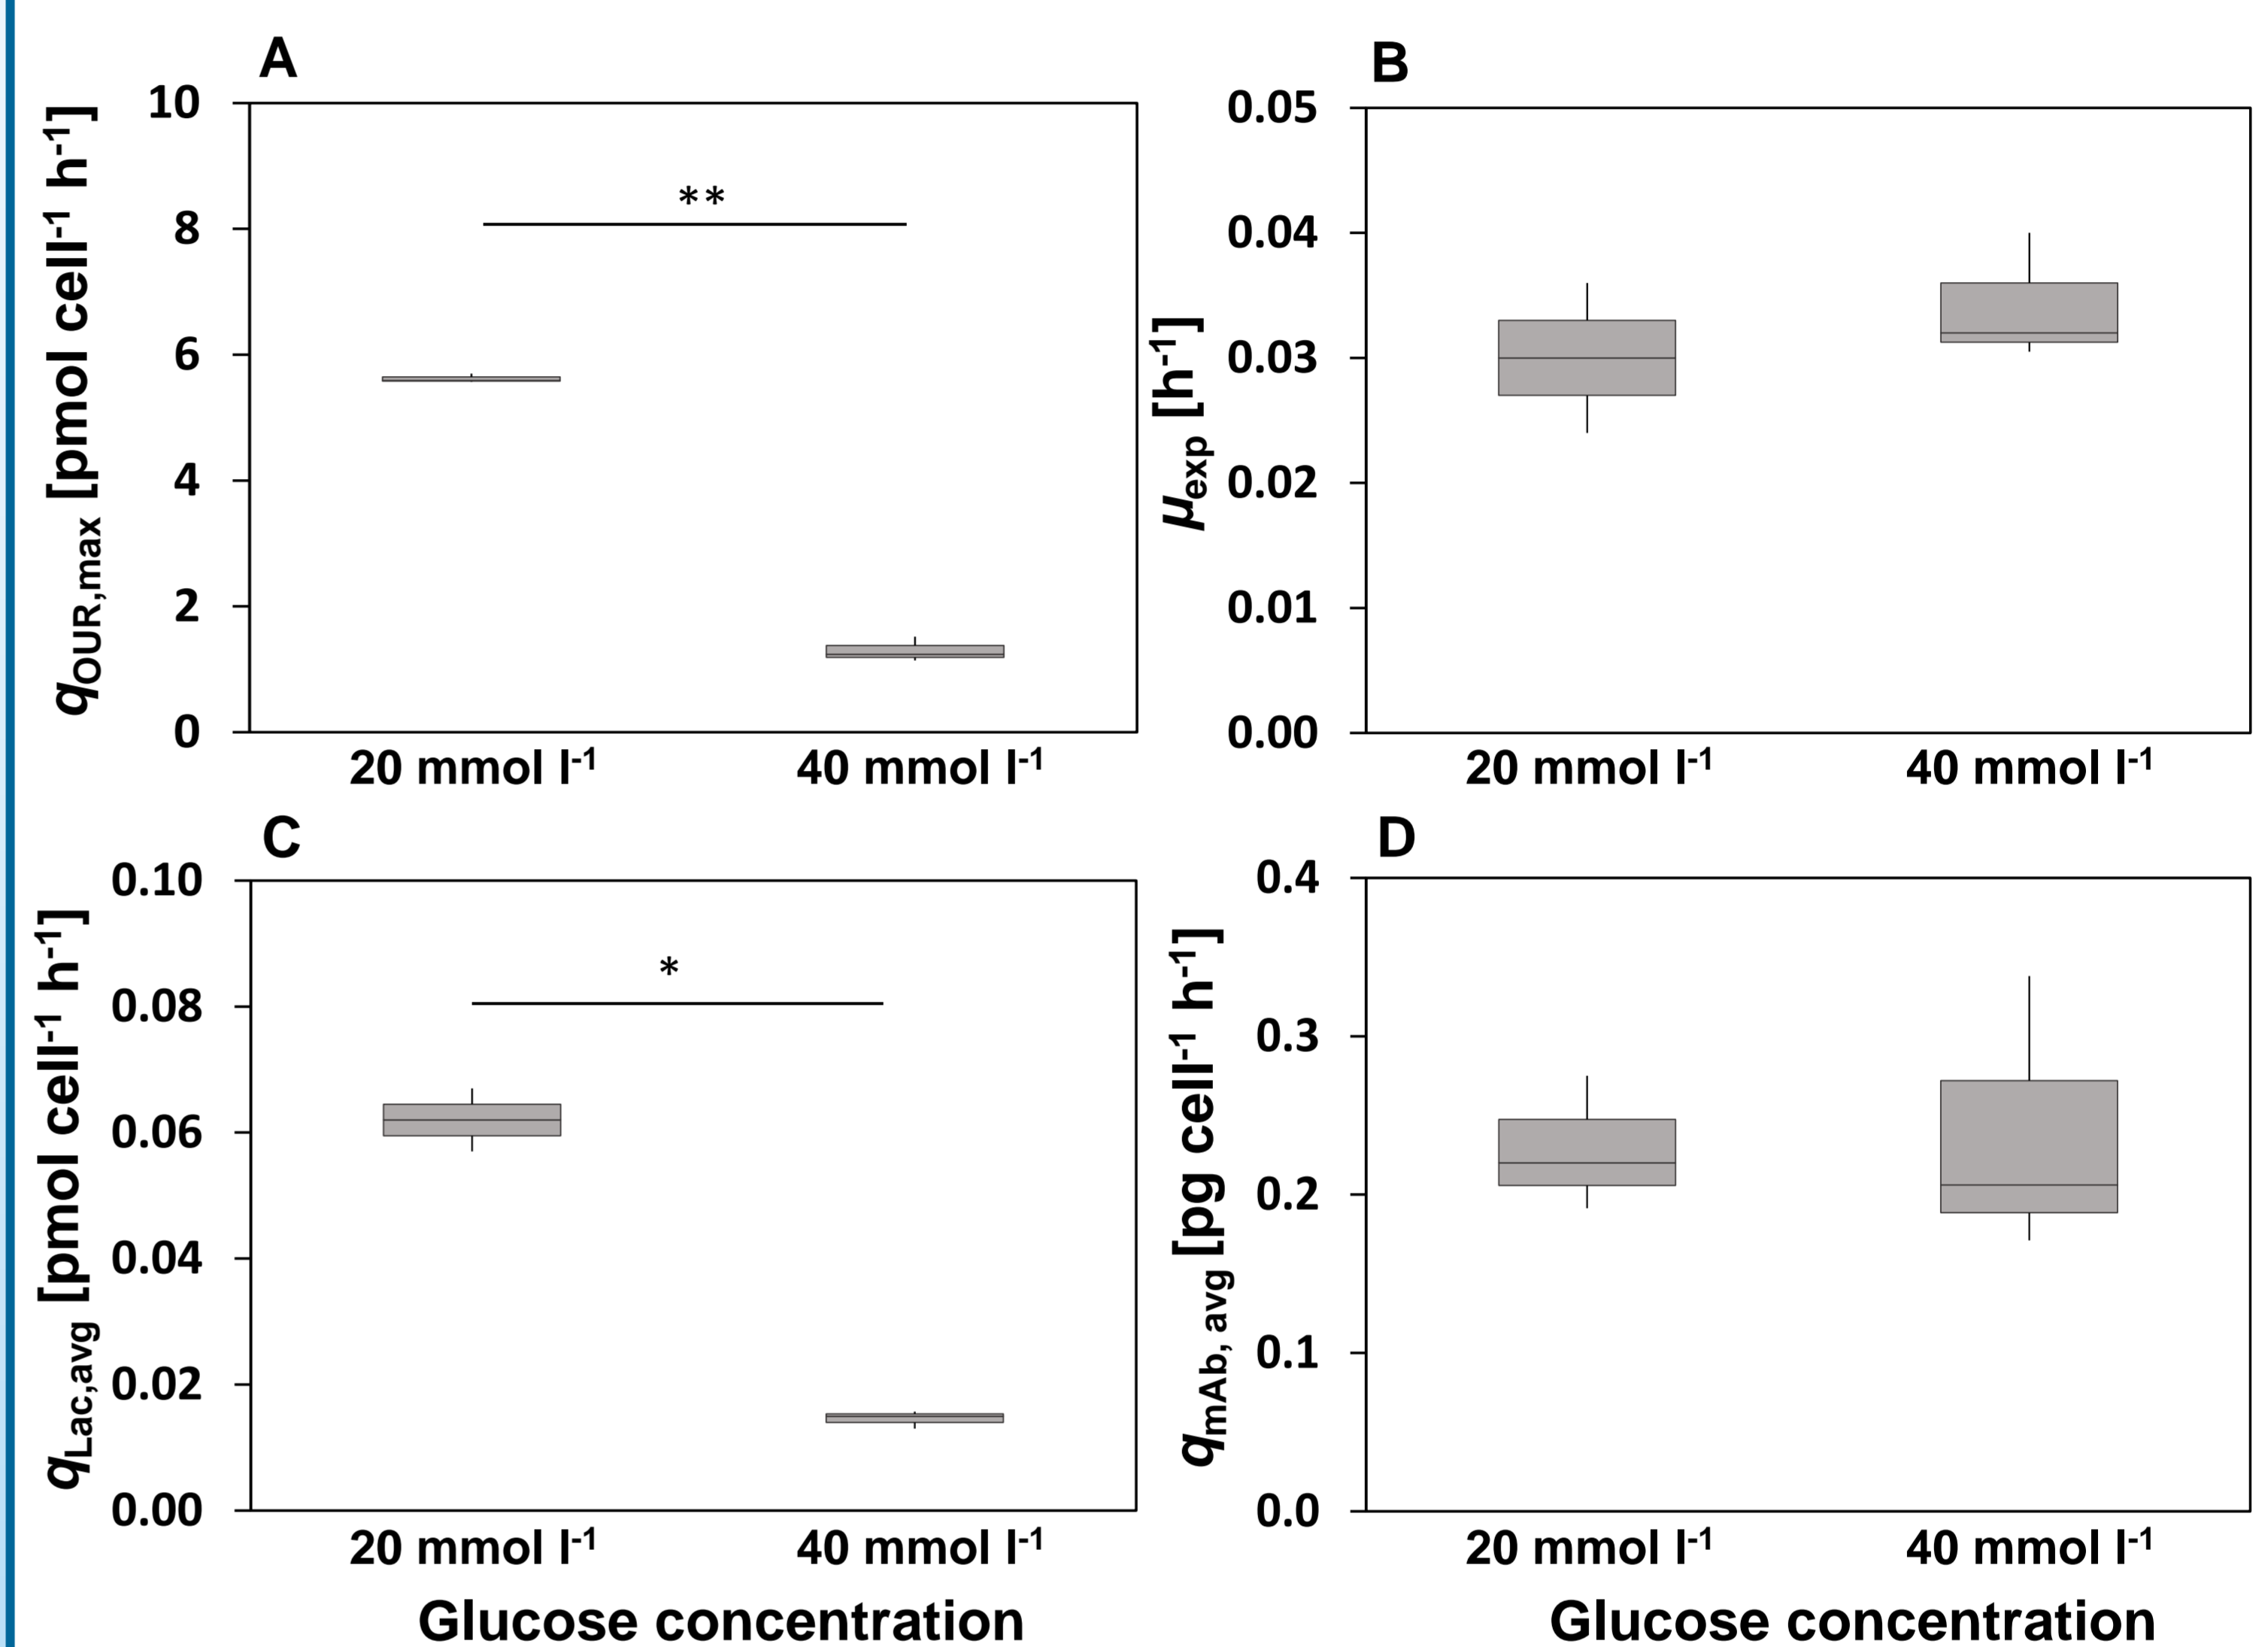 A
q_OUR,max [pmol cell⁻¹ h⁻¹]
10
8
6
4
2
0
**
20 mmol l⁻¹
40 mmol l⁻¹
B
μ_exp [h⁻¹]
0.05
0.04
0.03
0.02
0.01
0.00
20 mmol l⁻¹
40 mmol l⁻¹
C
q_Lac,avg [pmol cell⁻¹ h⁻¹]
0.10
0.08
0.06
0.04
0.02
0.00
*
20 mmol l⁻¹
40 mmol l⁻¹
Glucose concentration
D
q_mAb, avg [pg cell⁻¹ h⁻¹]
0.4
0.3
0.2
0.1
0.0
20 mmol l⁻¹
40 mmol l⁻¹
Glucose concentration